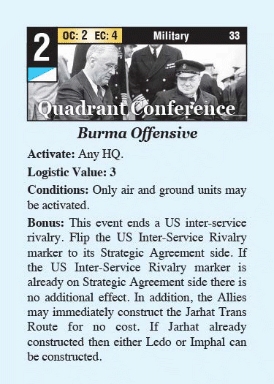 2
OC: 2 EC: 4 Military 33
Quadrant Conference
Burma Offensive
Activate: Any HQ.
Logistic Value: 3
Conditions: Only air and ground units may
be activated.
Bonus: This event ends a US inter-service
rivalry. Flip the US Inter-Service Rivalry
marker to its Strategic Agreement side. If
the US Inter-Service Rivalry marker is
already on Strategic Agreement side there is
no additional effect. In addition, the Allies
may immediately construct the Jarhat Trans
Route for no cost. If Jarhat already
constructed then either Ledo or Imphal can
be constructed.